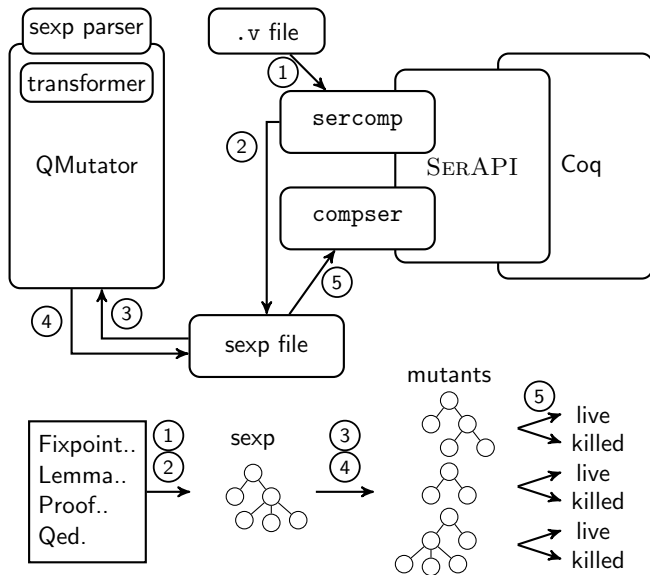 sexp parser
transformer
QMutator
.v file
1
sercomp
2
SERAPI
Coq
compser
5
4
3
sexp file
mutants
Fixpoint..
Lemma..
Proof..
Qed.
1
2
sexp
3
4
5
live
killed
live
killed
live
killed